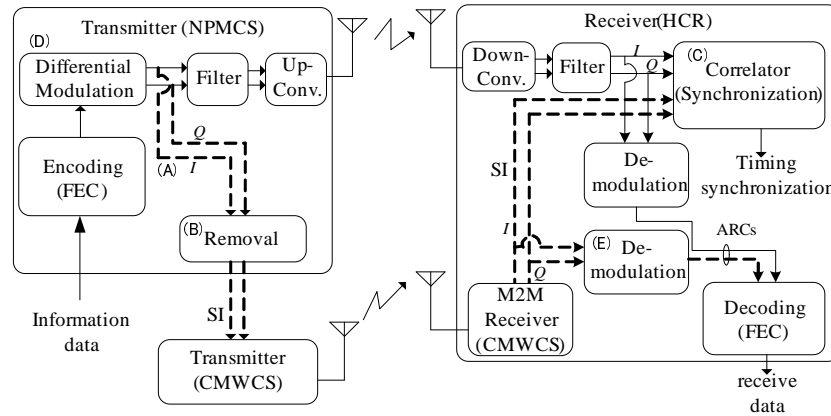 Transmitter (NPMCS)
(D)
Differential
Modulation
Filter
Up-
Conv.
Q
I
(A)
Encoding
(FEC)
(B)
Removal
SI
Information
data
Transmitter
(CMWCS)
Receiver(HCR)
Down-
Conv.
Filter
I
Q
(C)
Correlator
(Synchronization)
SI
De-
modulation
Timing
synchronization
I
Q
(E)
De-
modulation
ARCs
M2M
Receiver
(CMWCS)
Decoding
(FEC)
receive
data